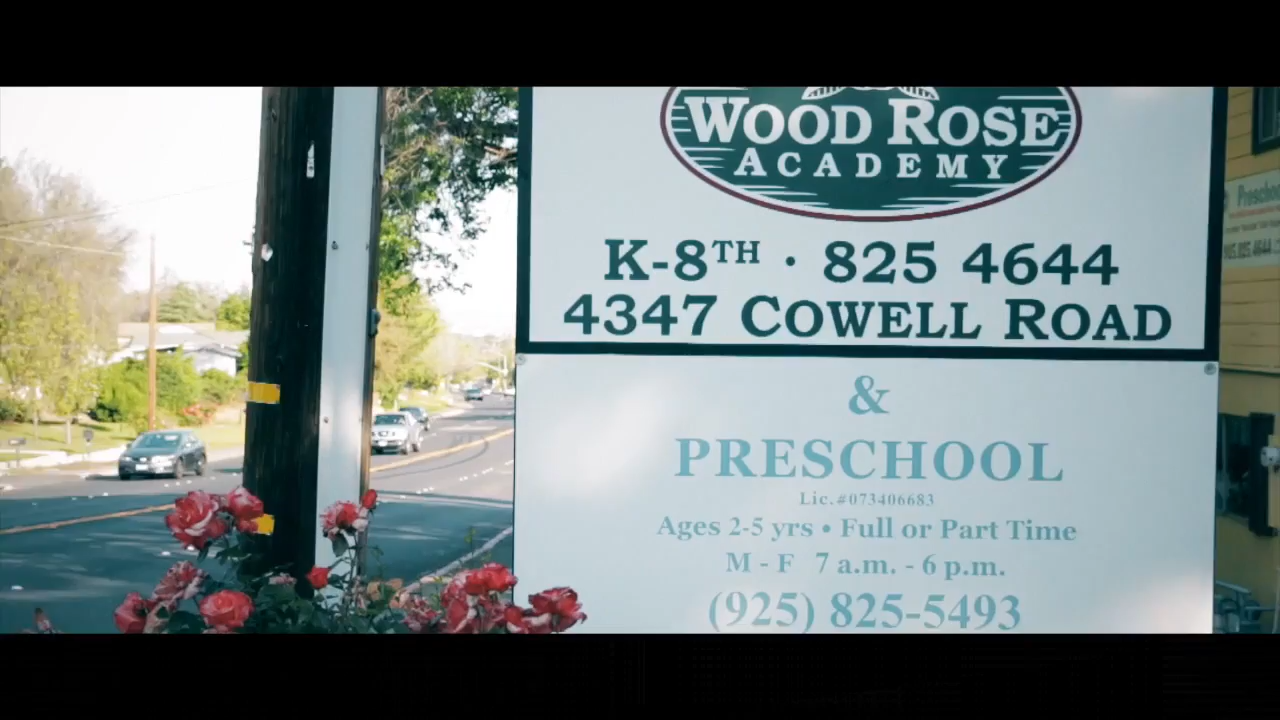 WOOD ROSE
ACADEMY
K-8TH · 825 4644
4347 COWELL ROAD
&
PRESCHOOL
Lic.#073406683
Ages 2-5 yrs • Full or Part Time
M - F 7 a.m. - 6 p.m.
(925) 825-5493
Preschoo